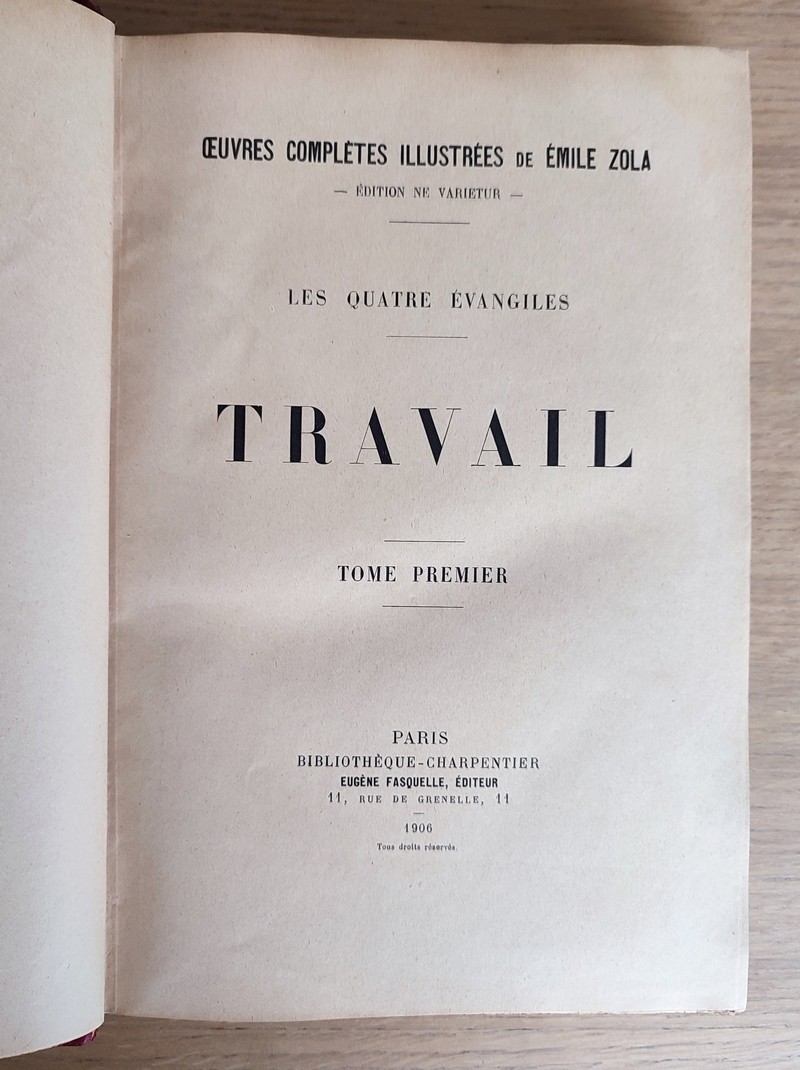 ŒUVRES COMPLÈTES ILLUSTRÉES DE ÉMILE ZOLA
— ÉDITION NE VARIETUR —
LES QUATRE ÉVANGILES
TRAVAIL
TOME PREMIER
PARIS
BIBLIOTHÈQUE-CHARPENTIER
EUGÈNE FASQUELLE, ÉDITEUR
11, RUE DE GRENELLE, 11
1906
Tous droits réservés.